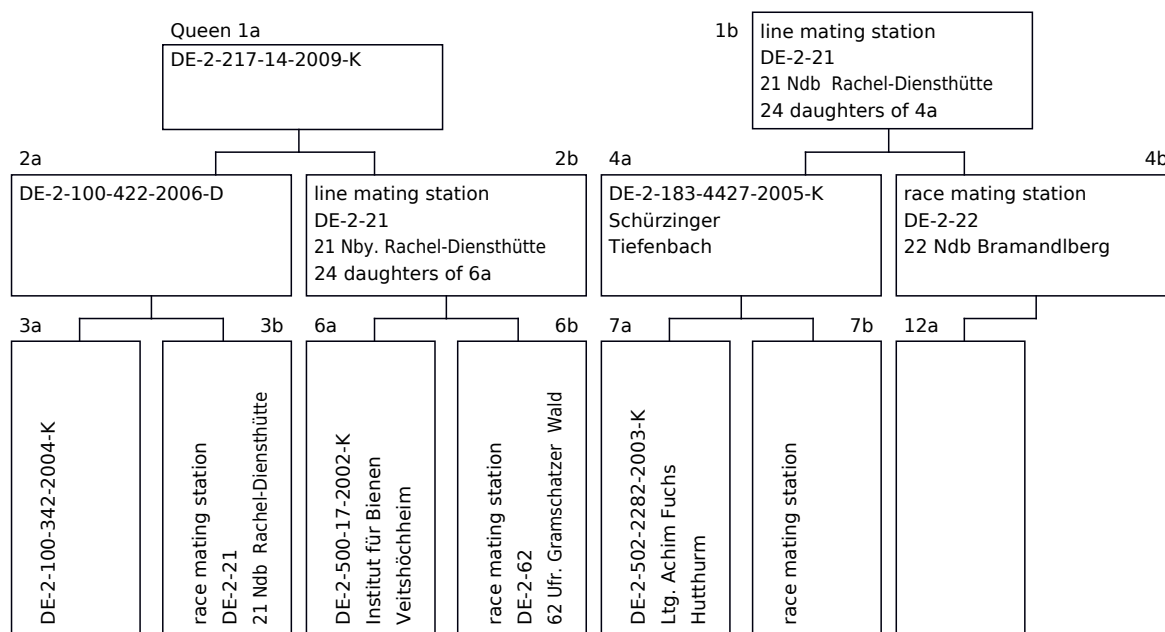 Queen 1a
DE-2-217-14-2009-K
1b
line mating station
DE-2-21
21 Ndb Rachel-Diensthütte
24 daughters of 4a
2a
DE-2-100-422-2006-D
2b
line mating station
DE-2-21
21 Nby. Rachel-Diensthütte
24 daughters of 6a
4a
DE-2-183-4427-2005-K
Schürzinger
Tiefenbach
4b
race mating station
DE-2-22
22 Ndb Bramandlberg
3a
DE-2-100-342-2004-K
3b
race mating station
DE-2-21
21 Ndb Rachel-Diensthütte
6a
DE-2-500-17-2002-K
Institut für Bienen
Veitshöchheim
6b
race mating station
DE-2-62
62 Ufr. Gramschatzer Wald
7a
DE-2-502-2282-2003-K
Ltg. Achim Fuchs
Hutthurm
7b
race mating station
12a